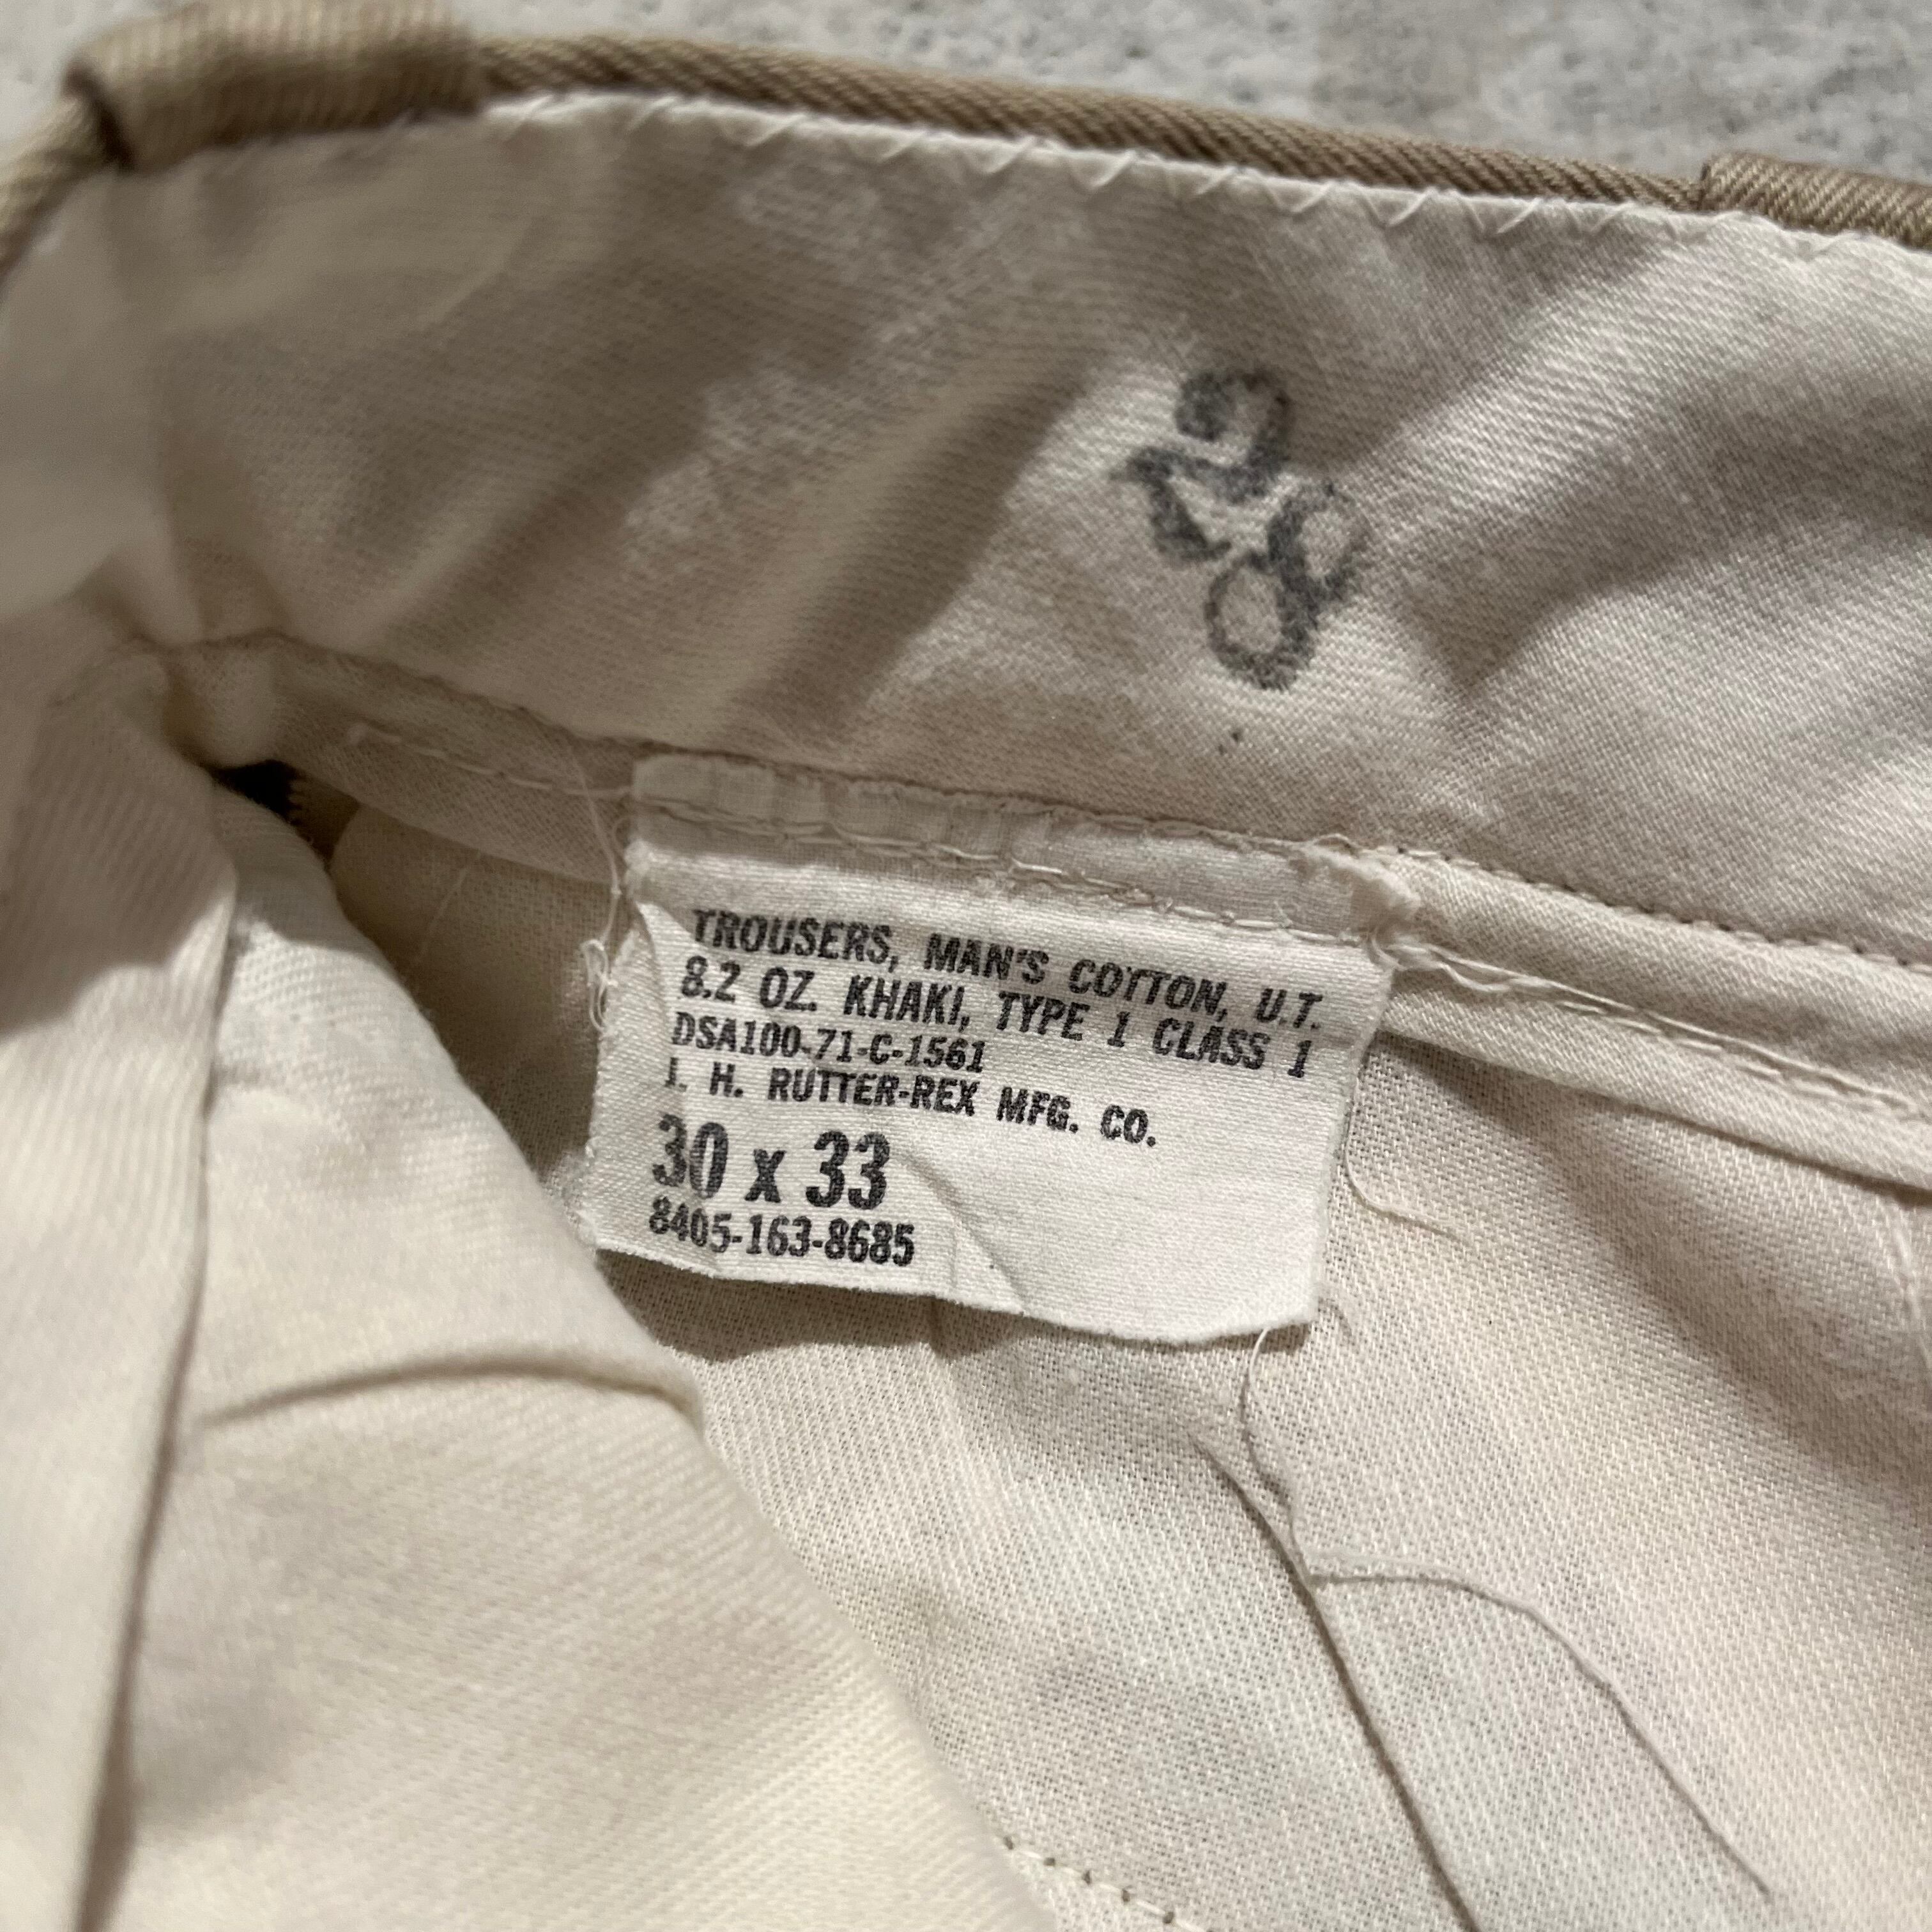 28
TROUSERS, MAN'S COTTON, U.T.
8.2 OZ. KHAKI, TYPE 1 CLASS 1
DSA100-71-C-1561
J. H. RUTTER-REX MFG. CO.
30 x 33
8405-163-8685